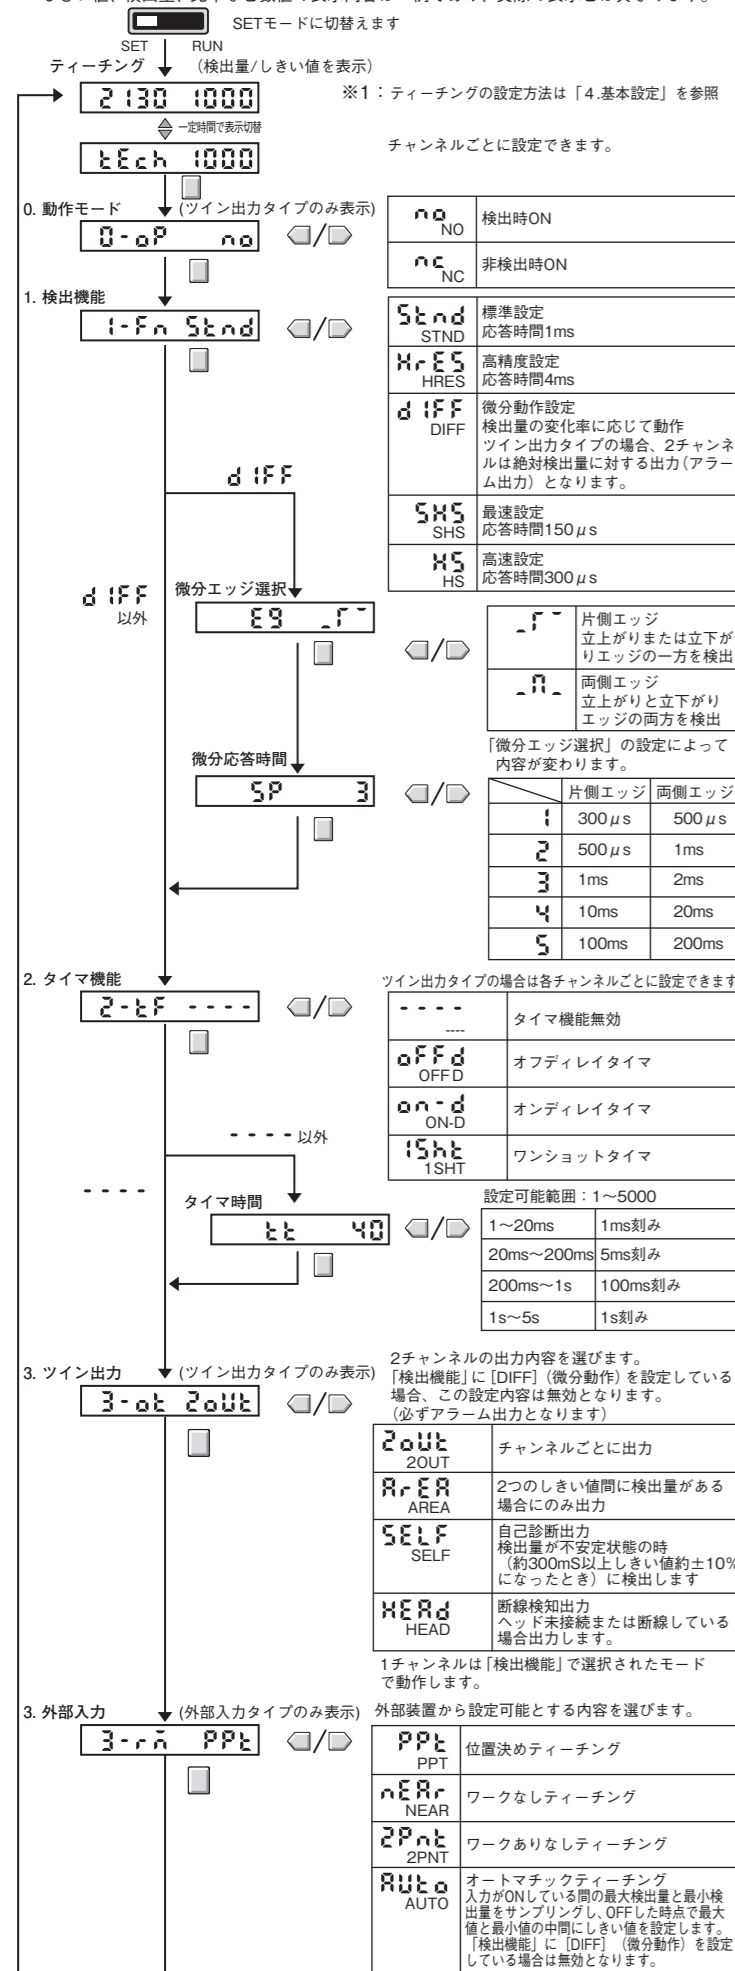 SETモードに切替えます
SET RUN
ティーチング (検出量/しきい値を表示)
2130 1000
※1：ティーチングの設定方法は「４.基本設定」を参照
一定時間で表示切替
tEch 1000
チャンネルごとに設定できます。
0. 動作モード (ツイン出力タイプのみ表示)
0-oP no
no NO 検出時ON
nc NC 非検出時ON
1. 検出機能
1-Fn Stnd
Stnd STND 標準設定
応答時間1ms
HrES HRES 高精度設定
応答時間4ms
dIFF DIFF 微分動作設定
検出量の変化率に応じて動作
ツイン出力タイプの場合、2チャンネ
ルは絶対検出量に対する出力（アラー
ム出力）となります。
SHS SHS 最速設定
応答時間150μs
HS HS 高速設定
応答時間300μs
dIFF
dIFF
以外
微分エッジ選択
Eg
片側エッジ
立上がりまたは立下が
りエッジの一方を検出
両側エッジ
立上がりと立下がり
エッジの両方を検出
「微分エッジ選択」の設定によって
内容が変わります。
微分応答時間
SP 3
片側エッジ 両側エッジ
1 300μs 500μs
2 500μs 1ms
3 1ms 2ms
4 10ms 20ms
5 100ms 200ms
2. タイマ機能
2-tF ----
ツイン出力タイプの場合は各チャンネルごとに設定できます
---- ---- タイマ機能無効
oFFd OFF D オフディレイタイマ
on-d ON-D オンディレイタイマ
1Sht 1SHT ワンショットタイマ
----以外
----
タイマ時間
tt 40
設定可能範囲：1～5000
1～20ms 1ms刻み
20ms～200ms 5ms刻み
200ms～1s 100ms刻み
1s～5s 1s刻み
3. ツイン出力 (ツイン出力タイプのみ表示)
3-ot 2oUt
2チャンネルの出力内容を選びます。
「検出機能」に［DIFF］（微分動作）を設定している
場合、この設定内容は無効となります。
（必ずアラーム出力となります）
2oUt 2OUT チャンネルごとに出力
ArEA AREA 2つのしきい値間に検出量がある
場合にのみ出力
SELF SELF 自己診断出力
検出量が不安定状態の時
（約300mS以上しきい値約±10%
になったとき）に検出します
HEAd HEAD 断線検知出力
ヘッド未接続または断線している
場合出力します。
1チャンネルは「検出機能」で選択されたモード
で動作します。
3. 外部入力 (外部入力タイプのみ表示)
3-rm PPt
外部装置から設定可能とする内容を選びます。
PPt PPT 位置決めティーチング
nEAr NEAR ワークなしティーチング
2Pnt 2PNT ワークありなしティーチング
AUto AUTO オートマチックティーチング
入力がONしている間の最大検出量と最小検
出量をサンプリングし、OFFした時点で最大
値と最小値の中間にしきい値を設定します。
「検出機能」に［DIFF］（微分動作）を設定
している場合は無効となります。